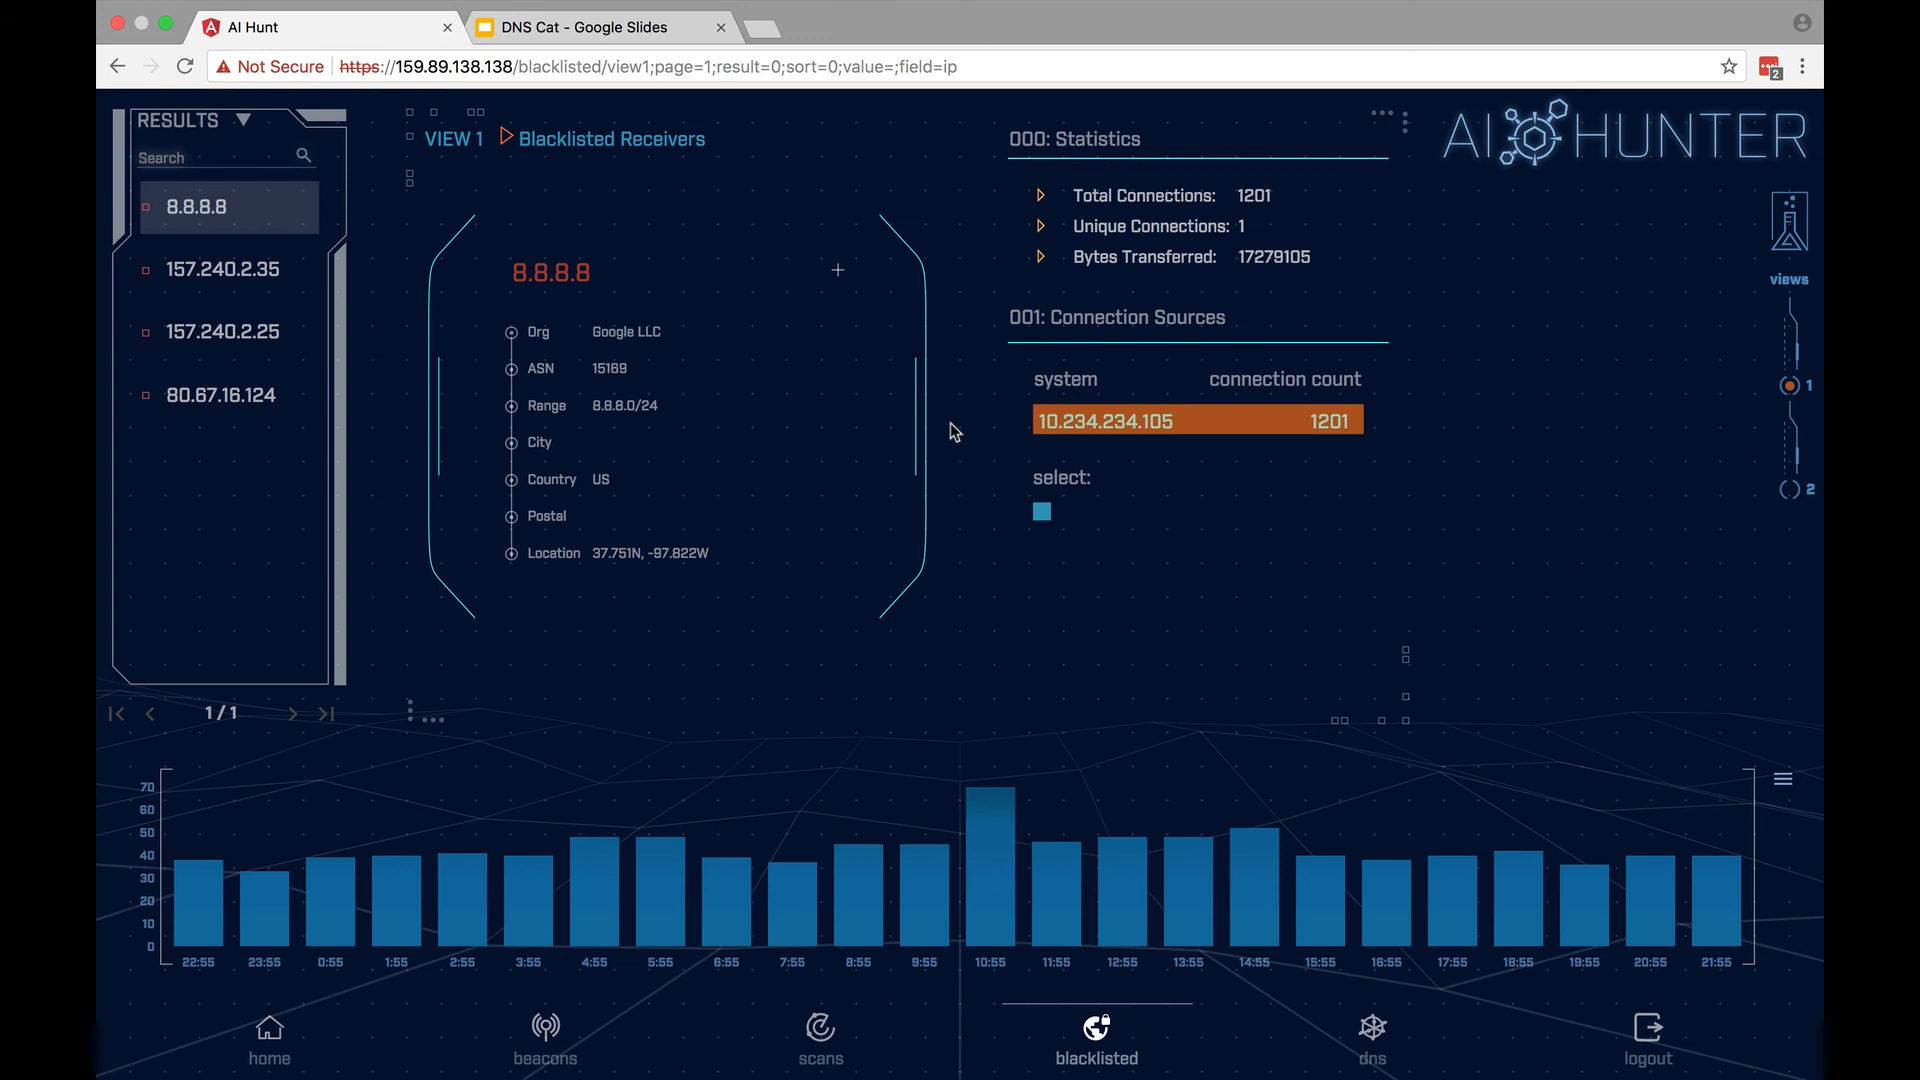 AI Hunt
DNS Cat - Google Slides
Not Secure
https://159.89.138.138/blacklisted/view1;page=1;result=0;sort=0;value=;field=ip
2
RESULTS
Search
8.8.8.8
157.240.2.35
157.240.2.25
80.67.16.124
1 / 1
VIEW 1 Blacklisted Receivers
8.8.8.8
Org Google LLC
ASN 15169
Range 8.8.8.0/24
City
Country US
Postal
Location 37.751N, -97.822W
000: Statistics
Total Connections: 1201
Unique Connections: 1
Bytes Transferred: 17279105
001: Connection Sources
system connection count
10.234.234.105 1201
select:
AI HUNTER
views
1
2
70
60
50
40
30
20
10
0
22:55 23:55 0:55 1:55 2:55 3:55 4:55 5:55 6:55 7:55 8:55 9:55 10:55 11:55 12:55 13:55 14:55 15:55 16:55 17:55 18:55 19:55 20:55 21:55
home beacons scans blacklisted dns logout